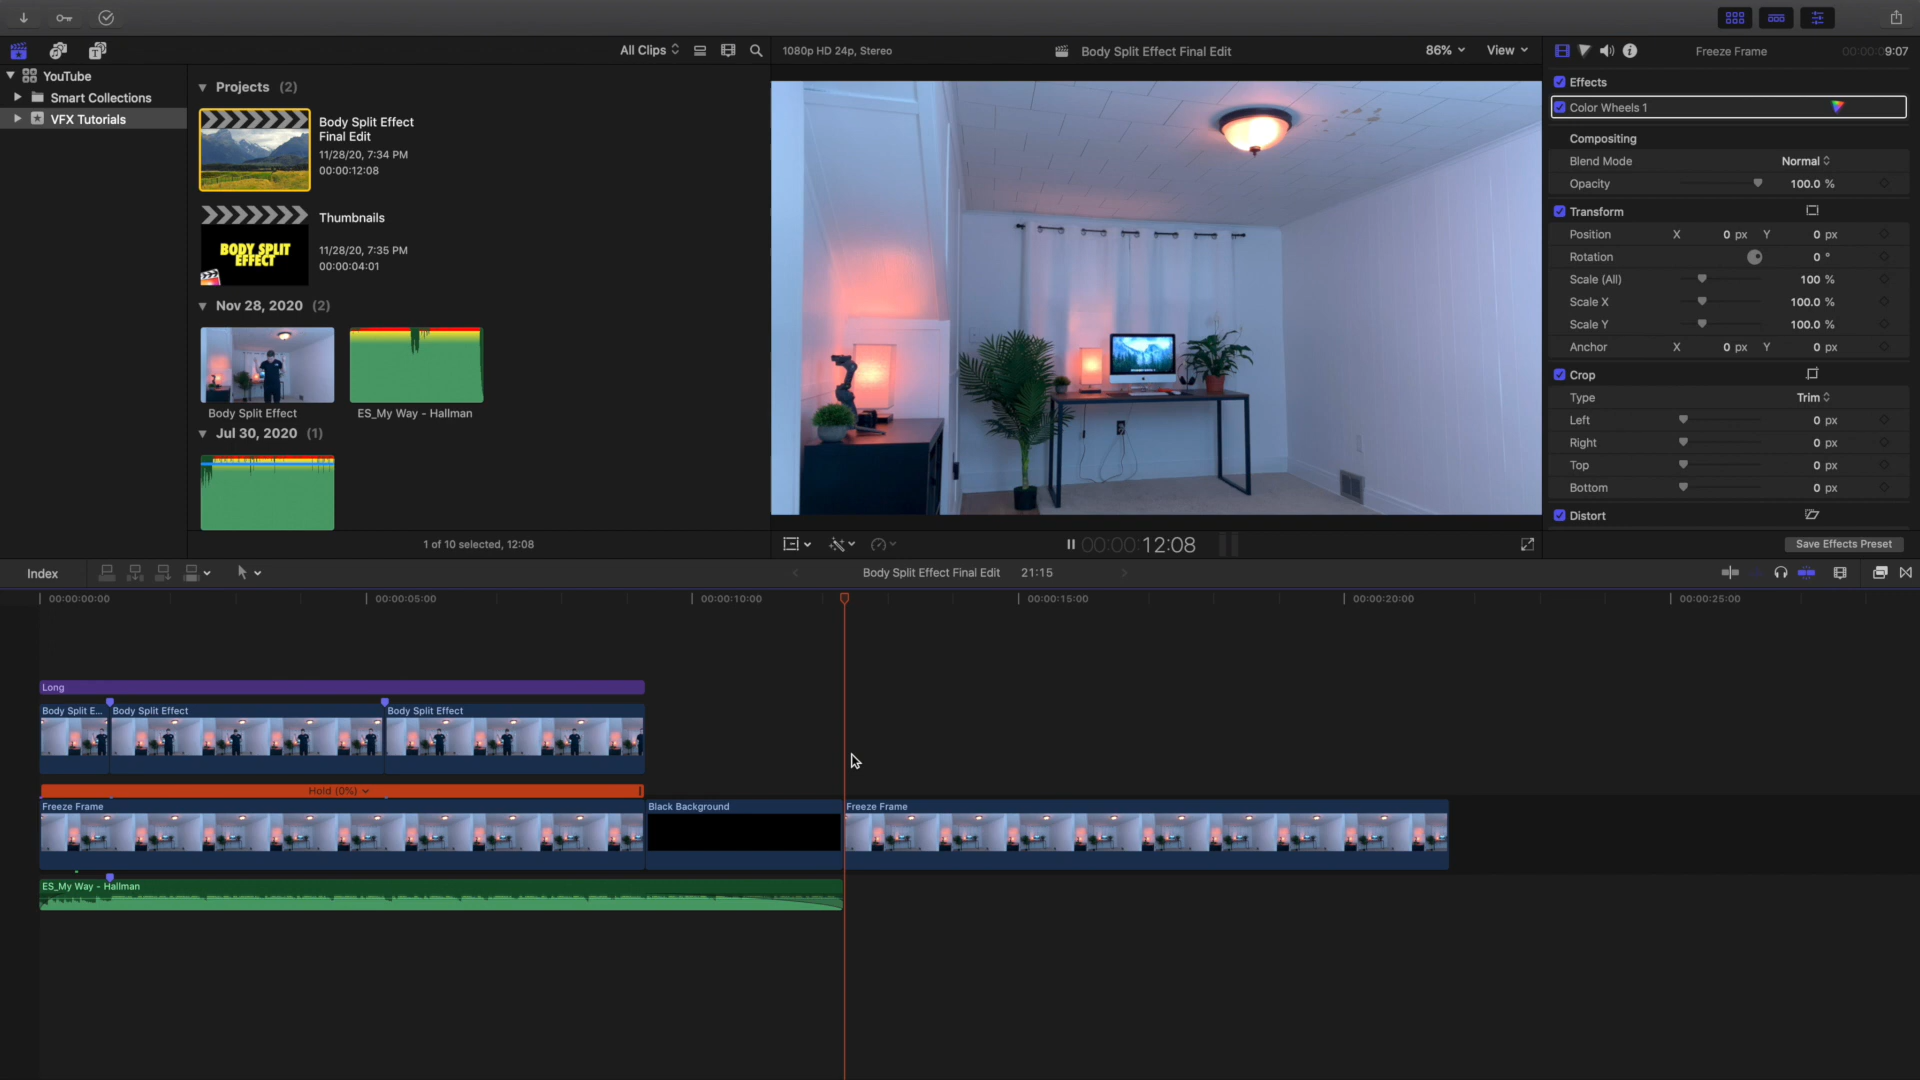 All Clips
1080p HD 24p, Stereo
Body Split Effect Final Edit
86%
View
Freeze Frame
00:00:09:07
YouTube
Smart Collections
VFX Tutorials
Projects (2)
Body Split Effect
Final Edit
11/28/20, 7:34 PM
00:00:12:08
BODY SPLIT
EFFECT
Thumbnails
11/28/20, 7:35 PM
00:00:04:01
Nov 28, 2020 (2)
Body Split Effect
ES_My Way - Hallman
Jul 30, 2020 (1)
1 of 10 selected, 12:08
Effects
Color Wheels 1
Compositing
Blend Mode Normal
Opacity 100.0 %
Transform
Position X 0 px Y 0 px
Rotation 0 °
Scale (All) 100 %
Scale X 100.0 %
Scale Y 100.0 %
Anchor X 0 px Y 0 px
Crop
Type Trim
Left 0 px
Right 0 px
Top 0 px
Bottom 0 px
Distort
Save Effects Preset
00:00:00:12:08
Index
Body Split Effect Final Edit 21:15
00:00:00:00
00:00:05:00
00:00:10:00
00:00:15:00
00:00:20:00
00:00:25:00
Long
Body Split E...
Body Split Effect
Body Split Effect
Hold (0%)
Freeze Frame
Black Background
Freeze Frame
ES_My Way - Hallman